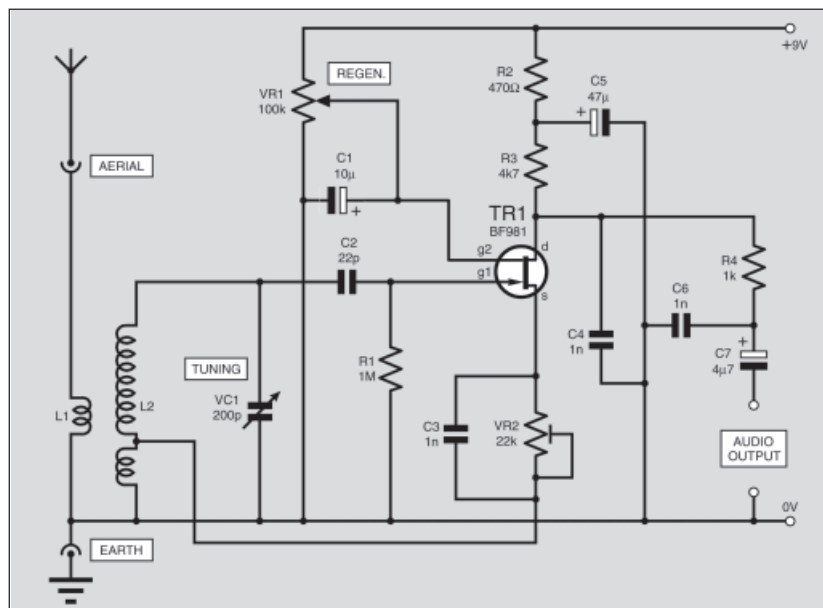 +9V
R2
470Ω
C5
47µ
+
REGEN.
VR1
100k
R3
4k7
AERIAL
C1
10µ
+
TR1
BF981
C2
22p
g2
d
g1
s
R4
1k
C6
1n
+
C7
4µ7
C4
1n
R1
1M
TUNING
VC1
200p
L1
L2
C3
1n
VR2
22k
AUDIO
OUTPUT
0V
EARTH